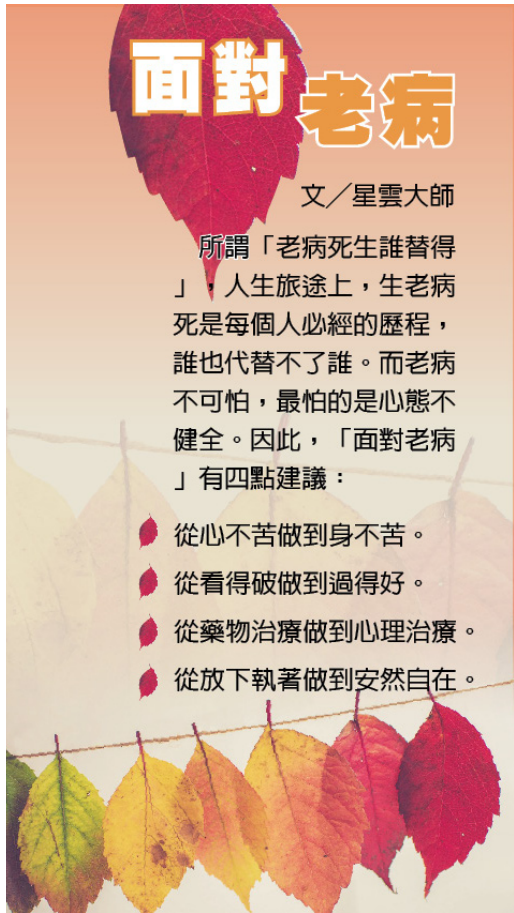 面對老病
文／星雲大師
所謂「老病死生誰替得
」，人生旅途上，生老病
死是每個人必經的歷程，
誰也代替不了誰。而老病
不可怕，最怕的是心態不
健全。因此，「面對老病
」有四點建議：
從心不苦做到身不苦。
從看得破做到過得好。
從藥物治療做到心理治療。
從放下執著做到安然自在。